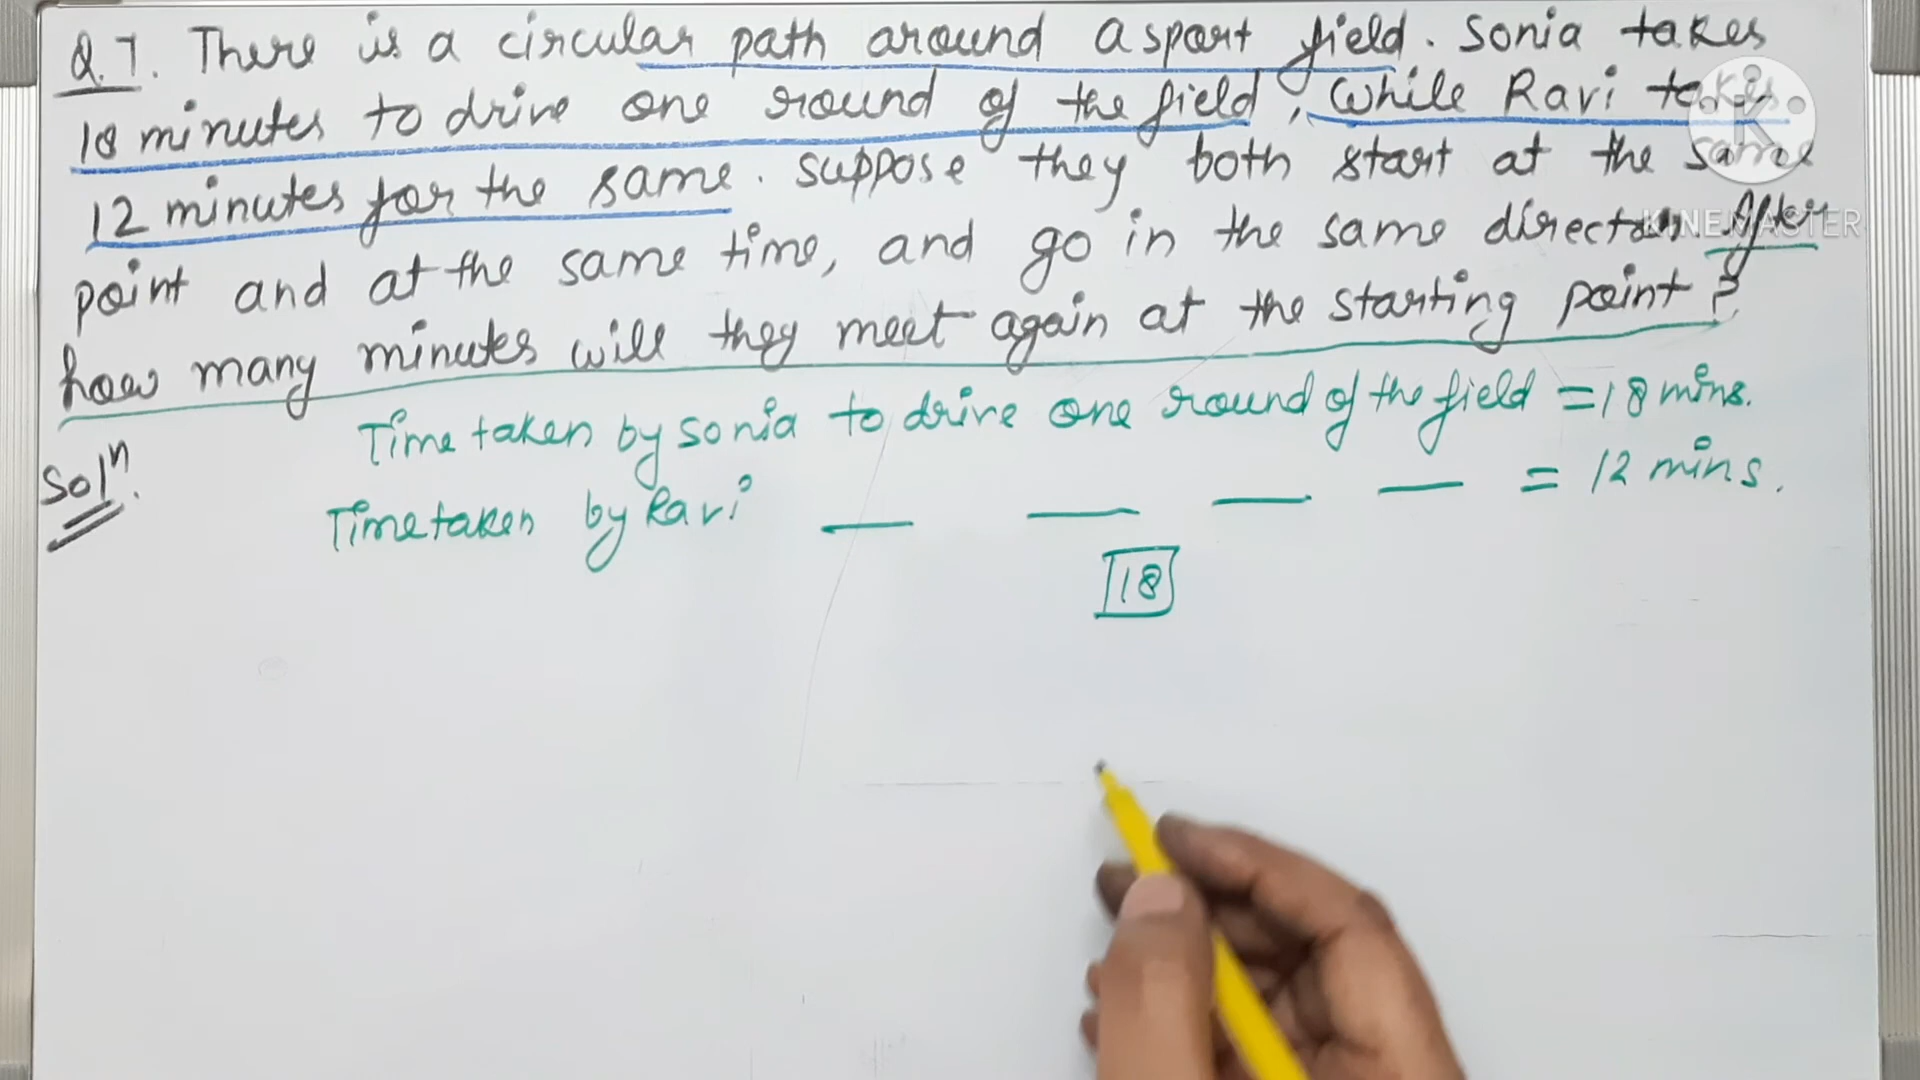 Q.7. There is a circular path around a sport field. Sonia takes
18 minutes to drive one round of the field, while Ravi takes
12 minutes for the same. suppose they both start at the same
point and at the same time, and go in the same direction. After
how many minutes will they meet again at the starting point?
Time taken by sonia to drive one round of the field = 18 mins.
Soln.
Time taken by Ravi — — — — = 12 mins.
18
K
KINEMASTER